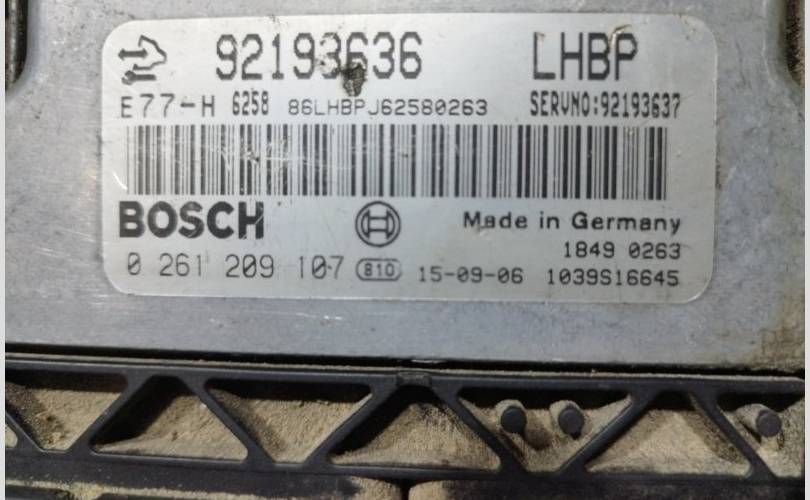 92193636 LHBP
E77-H 6258 86LHBPJ62580263 SERVNO:92193637
BOSCH Made in Germany
1849 0263
0 261 209 107 810 15-09-06 1039S16645